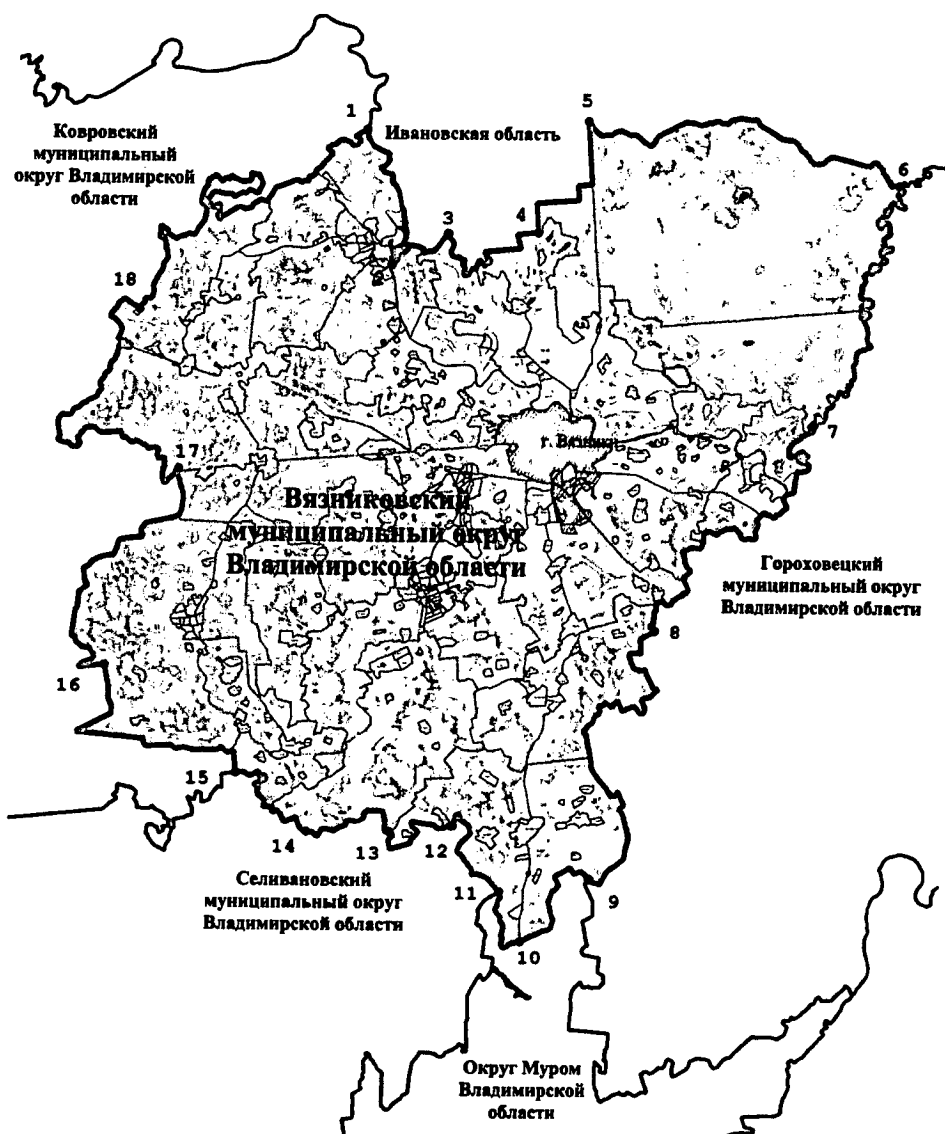 5
1
Ковровский
муниципальный
округ Владимирской
области
Ивановская область
6
3
4
18
7
г. Вязники
17
Вязниковский
муниципальный округ
Владимирской области
Гороховецкий
муниципальный округ
Владимирской области
8
16
15
14
13
12
Селивановский
муниципальный округ
Владимирской области
11
9
10
Округ Муром
Владимирской
области